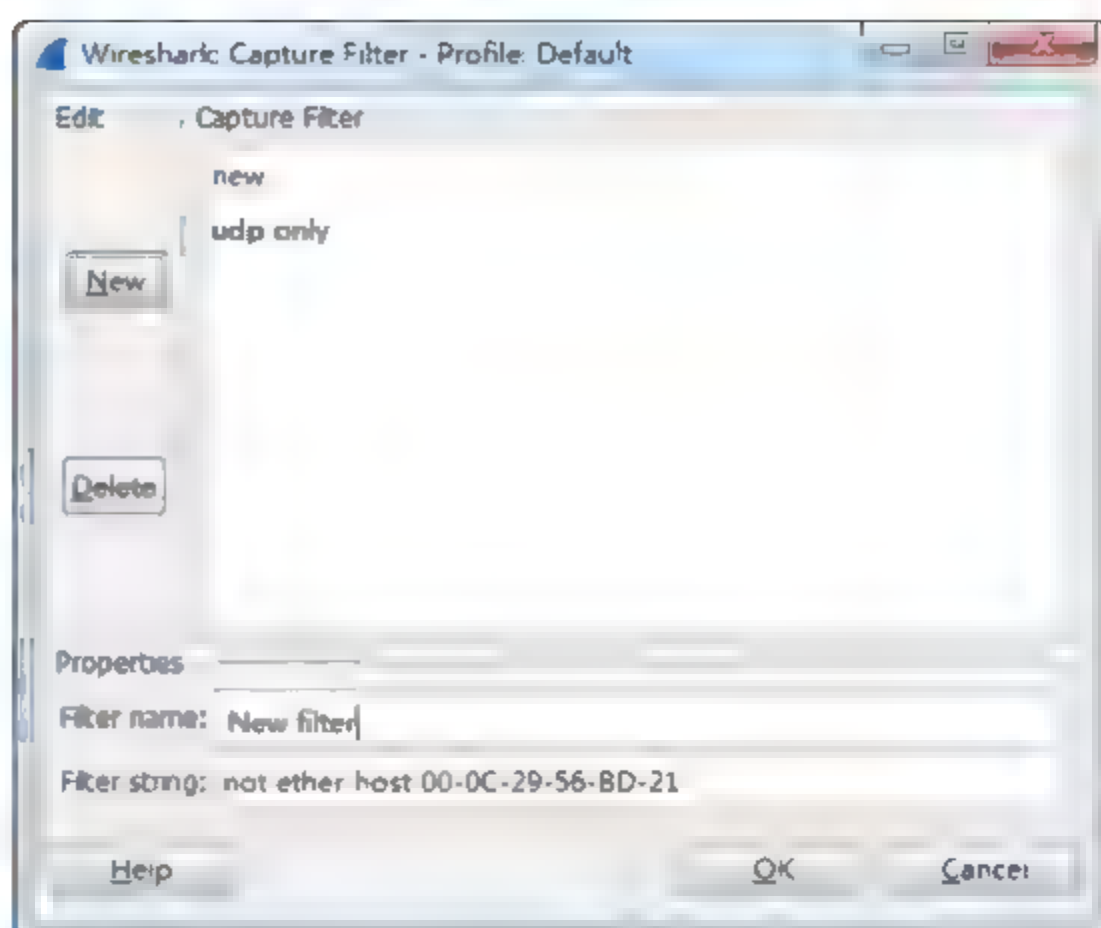 Wireshark Capture Filter - Profile: Default
Edit Capture Filter
new
udp only
New
Delete
Properties
Filter name: New filter
Filter string: not ether host 00-0C-29-56-BD-21
Help OK Cancel